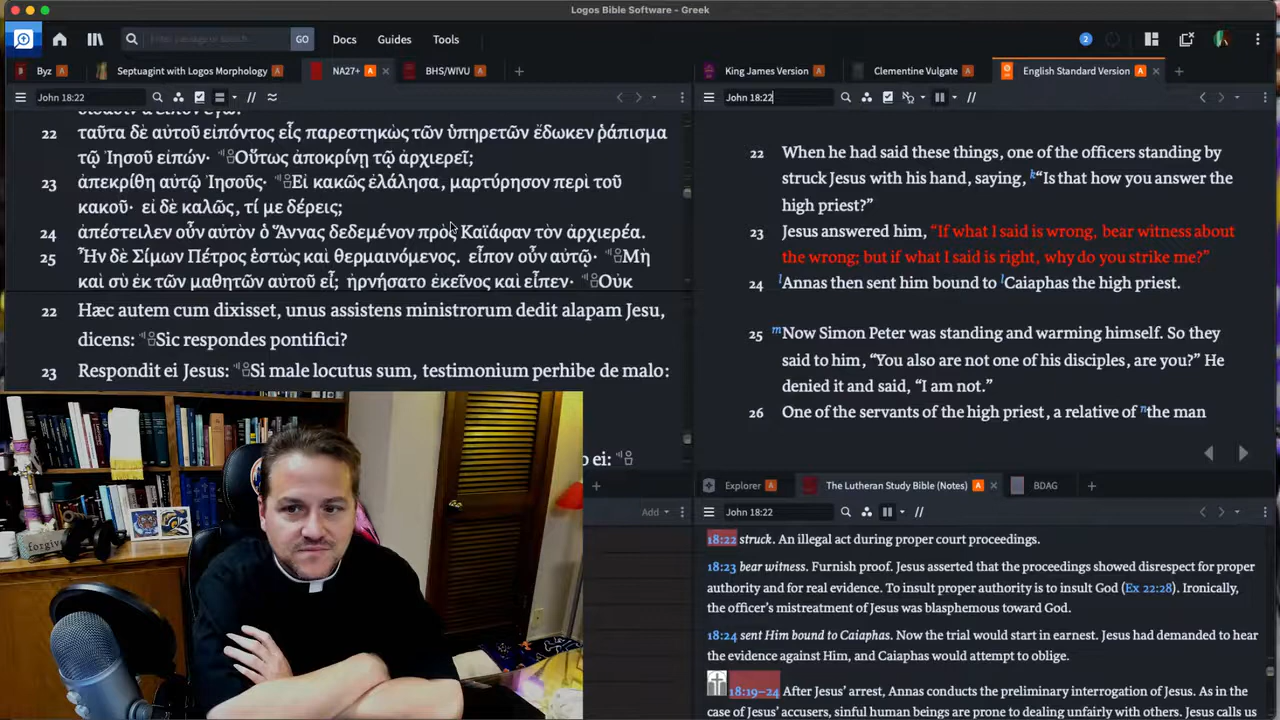 Logos Bible Software - Greek
GO
Docs
Guides
Tools
2
Byz A
Septuagint with Logos Morphology A
NA27+ A
BHS/WIVU A
King James Version A
Clementine Vulgate A
English Standard Version A
John 18:22
John 18:22
22 ταῦτα δὲ αὐτοῦ εἰπόντος εἷς παρεστηκὼς τῶν ὑπηρετῶν ἔδωκεν ῥάπισμα
τῷ Ἰησοῦ εἰπών· Οὕτως ἀποκρίνῃ τῷ ἀρχιερεῖ;
23 ἀπεκρίθη αὐτῷ Ἰησοῦς· Εἰ κακῶς ἐλάλησα, μαρτύρησον περὶ τοῦ
κακοῦ· εἰ δὲ καλῶς, τί με δέρεις;
24 ἀπέστειλεν οὖν αὐτὸν ὁ Ἅννας δεδεμένον πρὸς Καϊάφαν τὸν ἀρχιερέα.
25 Ἦν δὲ Σίμων Πέτρος ἑστὼς καὶ θερμαινόμενος. εἶπον οὖν αὐτῷ· Μὴ
καὶ σὺ ἐκ τῶν μαθητῶν αὐτοῦ εἶ; ἠρνήσατο ἐκεῖνος καὶ εἶπεν· Οὐκ
22 Hæc autem cum dixisset, unus assistens ministrorum dedit alapam Jesu,
dicens: Sic respondes pontifici?
23 Respondit ei Jesus: Si male locutus sum, testimonium perhibe de malo:
ei:
Add
22 When he had said these things, one of the officers standing by
struck Jesus with his hand, saying, k“Is that how you answer the
high priest?”
23 Jesus answered him, “If what I said is wrong, bear witness about
the wrong; but if what I said is right, why do you strike me?”
24 lAnnas then sent him bound to lCaiaphas the high priest.
25 mNow Simon Peter was standing and warming himself. So they
said to him, “You also are not one of his disciples, are you?” He
denied it and said, “I am not.”
26 One of the servants of the high priest, a relative of nthe man
Explorer A
The Lutheran Study Bible (Notes) A
BDAG
John 18:22
18:22 struck. An illegal act during proper court proceedings.
18:23 bear witness. Furnish proof. Jesus asserted that the proceedings showed disrespect for proper
authority and for real evidence. To insult proper authority is to insult God (Ex 22:28). Ironically,
the officer’s mistreatment of Jesus was blasphemous toward God.
18:24 sent Him bound to Caiaphas. Now the trial would start in earnest. Jesus had demanded to hear
the evidence against Him, and Caiaphas would attempt to oblige.
18:19–24 After Jesus’ arrest, Annas conducts the preliminary interrogation of Jesus. As in the
case of Jesus’ accusers, sinful human beings are prone to dealing unfairly with others. Jesus calls us